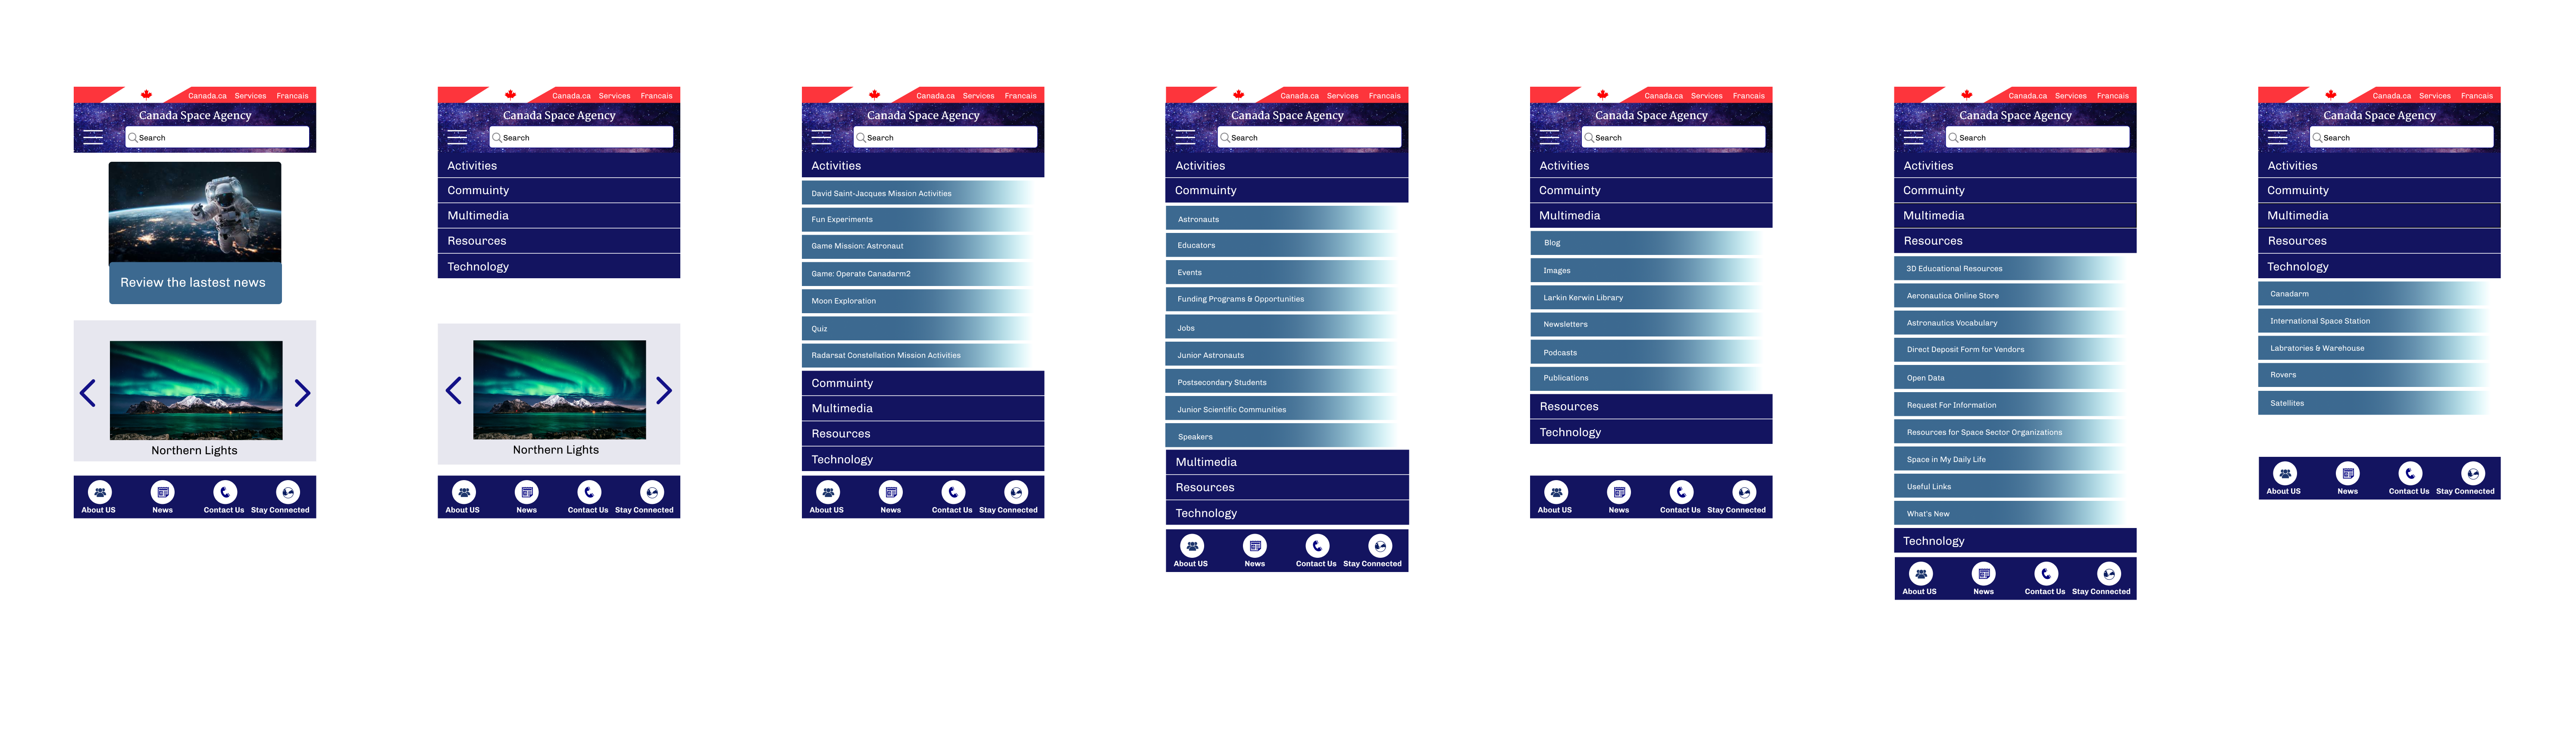 Canada.ca Services Francais
Canada Space Agency
Search
Review the lastest news
Northern Lights
About US News Contact Us Stay Connected
Canada.ca Services Francais
Canada Space Agency
Search
Activities
Commuinty
Multimedia
Resources
Technology
Northern Lights
About US News Contact Us Stay Connected
Canada.ca Services Francais
Canada Space Agency
Search
Activities
David Saint-Jacques Mission Activities
Fun Experiments
Game Mission: Astronaut
Game: Operate Canadarm2
Moon Exploration
Quiz
Radarsat Constellation Mission Activities
Commuinty
Multimedia
Resources
Technology
About US News Contact Us Stay Connected
Canada.ca Services Francais
Canada Space Agency
Search
Activities
Commuinty
Astronauts
Educators
Events
Funding Programs & Opportunities
Jobs
Junior Astronauts
Postsecondary Students
Junior Scientific Communities
Speakers
Multimedia
Resources
Technology
About US News Contact Us Stay Connected
Canada.ca Services Francais
Canada Space Agency
Search
Activities
Commuinty
Multimedia
Blog
Images
Larkin Kerwin Library
Newsletters
Podcasts
Publications
Resources
Technology
About US News Contact Us Stay Connected
Canada.ca Services Francais
Canada Space Agency
Search
Activities
Commuinty
Multimedia
Resources
3D Educational Resources
Aeronautica Online Store
Astronautics Vocabulary
Direct Deposit Form for Vendors
Open Data
Request For Information
Resources for Space Sector Organizations
Space in My Daily Life
Useful Links
What's New
Technology
About US News Contact Us Stay Connected
Canada.ca Services Francais
Canada Space Agency
Search
Activities
Commuinty
Multimedia
Resources
Technology
Canadarm
International Space Station
Labratories & Warehouse
Rovers
Satellites
About US News Contact Us Stay Connected